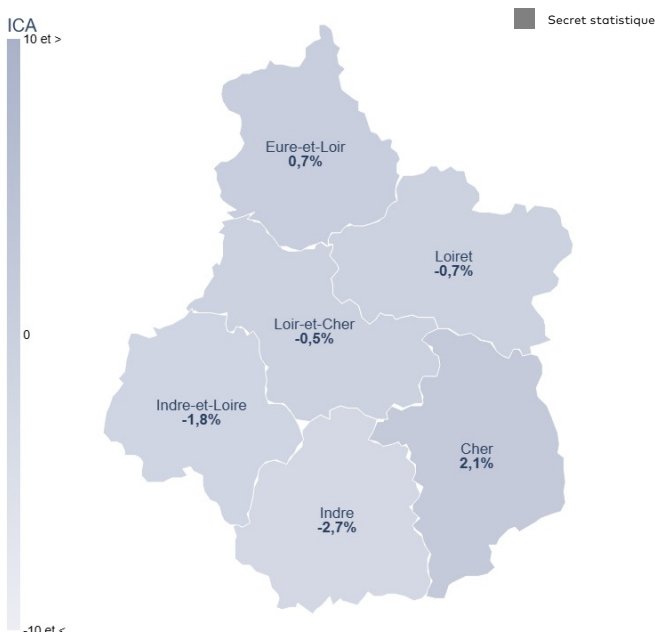 ICA
10 et >
Secret statistique
Eure-et-Loir
0,7%
Loiret
-0,7%
Loir-et-Cher
-0,5%
0
Indre-et-Loire
-1,8%
Cher
2,1%
Indre
-2,7%
-10 et <